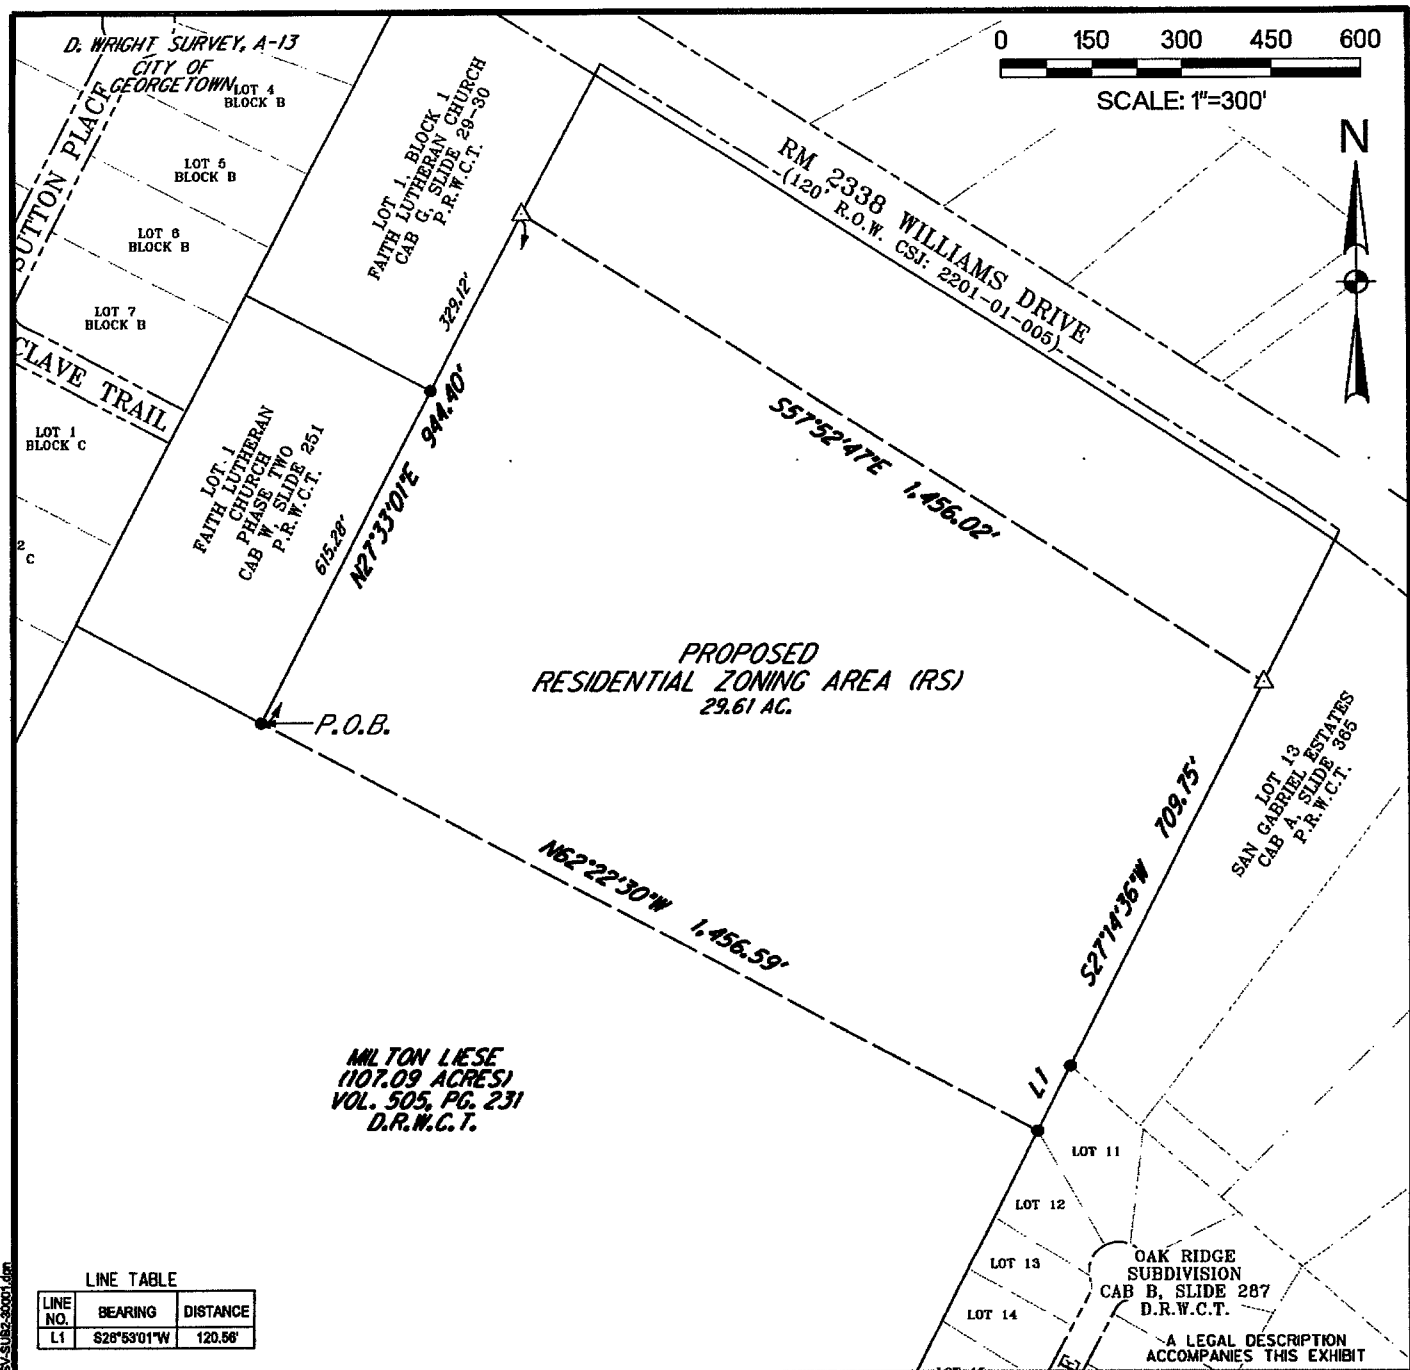 D. WRIGHT SURVEY, A-13
CITY OF
GEORGETOWN
LOT 4
BLOCK B
LOT 5
BLOCK B
LOT 6
BLOCK B
LOT 7
BLOCK B
SUTTON PLACE
CLAVE TRAIL
LOT 1
BLOCK C
2
C
LOT 1, BLOCK 1
FAITH LUTHERAN CHURCH
CAB G, SLIDE 29-30
P.R.W.C.T.
LOT 1
FAITH LUTHERAN
CHURCH
PHASE TWO
CAB W, SLIDE 251
P.R.W.C.T.
0 150 300 450 600
SCALE: 1"=300'
N
RM 2338 WILLIAMS DRIVE
(120' R.O.W. CSJ: 2201-01-005)
329.12'
N27°33'01"E 944.40'
615.28'
S57°52'47"E 1,456.02'
PROPOSED
RESIDENTIAL ZONING AREA (RS)
29.61 AC.
P.O.B.
LOT 13
SAN GABRIEL ESTATES
CAB A, SLIDE 365
P.R.W.C.T.
S27°14'36"W 709.75'
N62°22'30"W 1,456.59'
L1
MILTON LIESE
(107.09 ACRES)
VOL. 505, PG. 231
D.R.W.C.T.
LOT 11
LOT 12
LOT 13
LOT 14
OAK RIDGE
SUBDIVISION
CAB B, SLIDE 287
D.R.W.C.T.
LINE TABLE
LINE NO. BEARING DISTANCE
L1 S28°53'01"W 120.56'
A LEGAL DESCRIPTION
ACCOMPANIES THIS EXHIBIT